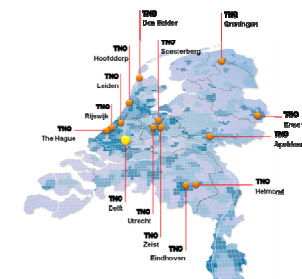 TNO
Den Helder
TNO
Groningen
TNO
Hoofddorp
TNO
Soesterberg
TNO
Leiden
TNO
Rijswijk
TNO
The Hague
TNO
TNO
TNO
Helmond
Delft
TNO
Utrecht
TNO
Zeist
TNO
Eindhoven